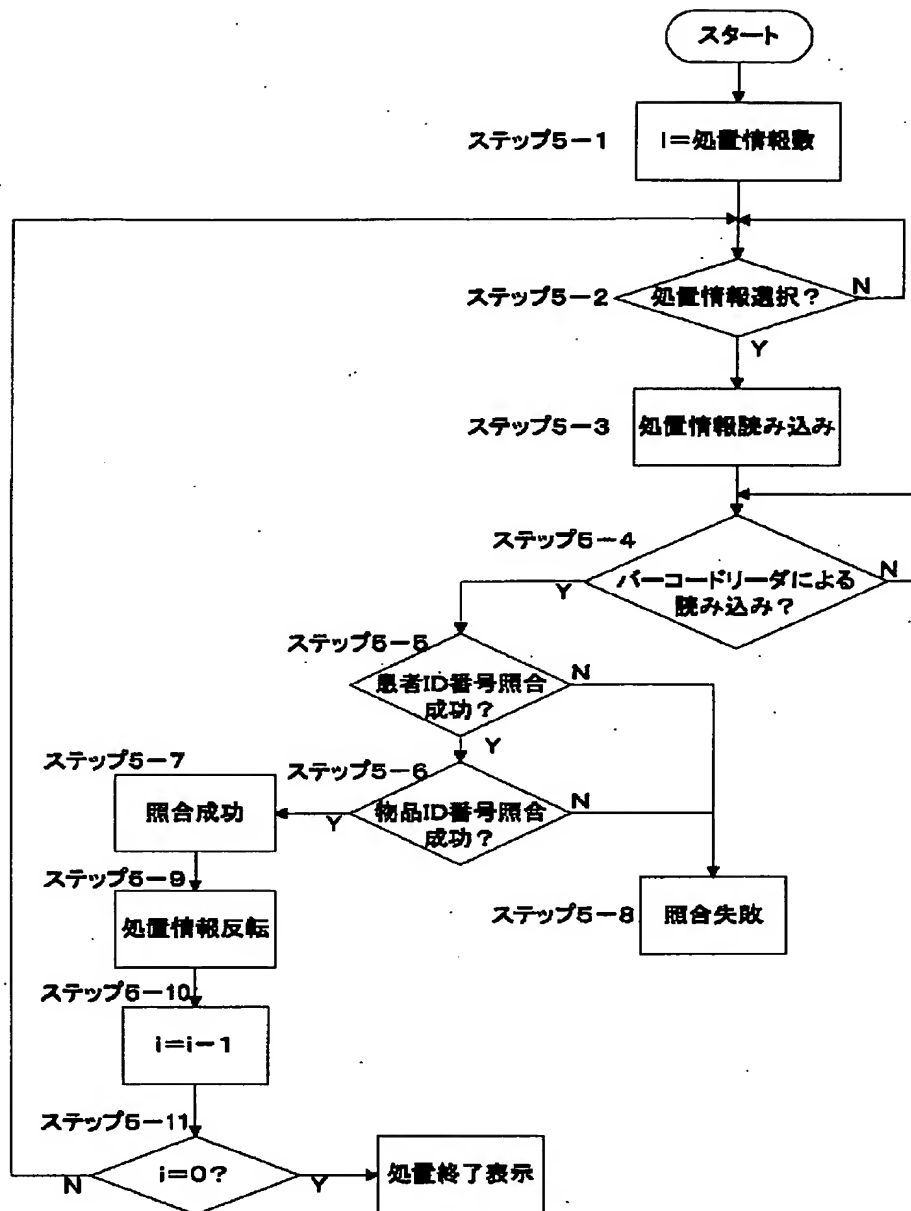 スタート
ステップ5-1
i=処置情報数
ステップ5-2
処置情報選択?
N
Y
ステップ5-3
処置情報読み込み
ステップ5-4
バーコードリーダによる
読み込み?
N
Y
ステップ5-5
患者ID番号照合
成功?
N
Y
ステップ5-6
物品ID番号照合
成功?
N
Y
ステップ5-7
照合成功
ステップ5-8
照合失敗
ステップ5-9
処置情報反転
ステップ5-10
i=i-1
ステップ5-11
i=0?
N
Y
処置終了表示